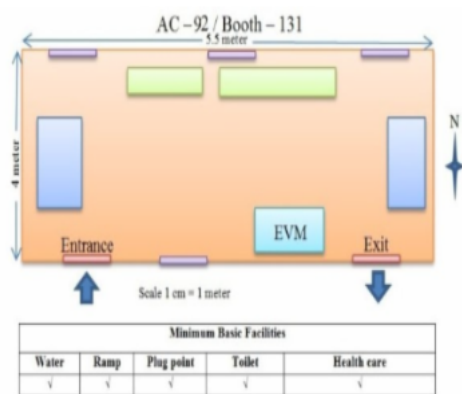 AC – 92 / Booth – 131
5.5 meter
4 meter
N
EVM
Entrance
Exit
Scale 1 cm = 1 meter
Minimum Basic Facilities
Water Ramp Plug point Toilet Health care
√ √ √ √ √